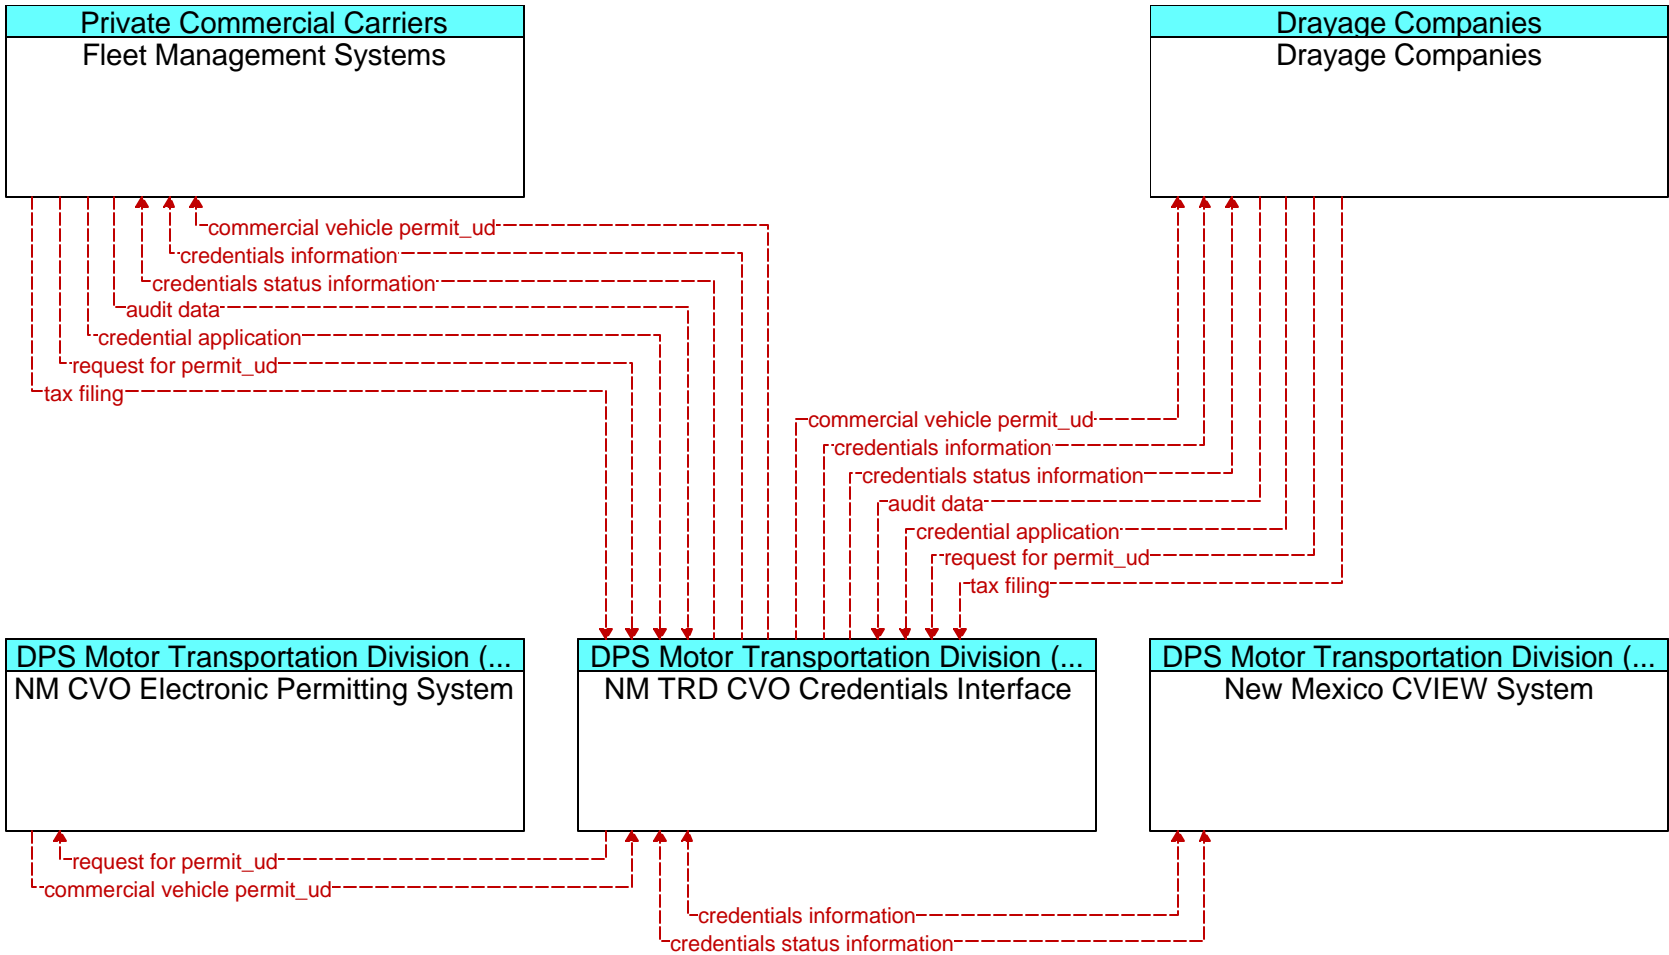 Private Commercial Carriers
Fleet Management Systems
Drayage Companies
Drayage Companies
commercial vehicle permit_ud
credentials information
credentials status information
audit data
credential application
request for permit_ud
tax filing
commercial vehicle permit_ud
credentials information
credentials status information
audit data
credential application
request for permit_ud
tax filing
DPS Motor Transportation Division (...
NM CVO Electronic Permitting System
DPS Motor Transportation Division (...
NM TRD CVO Credentials Interface
DPS Motor Transportation Division (...
New Mexico CVIEW System
request for permit_ud
commercial vehicle permit_ud
credentials information
credentials status information